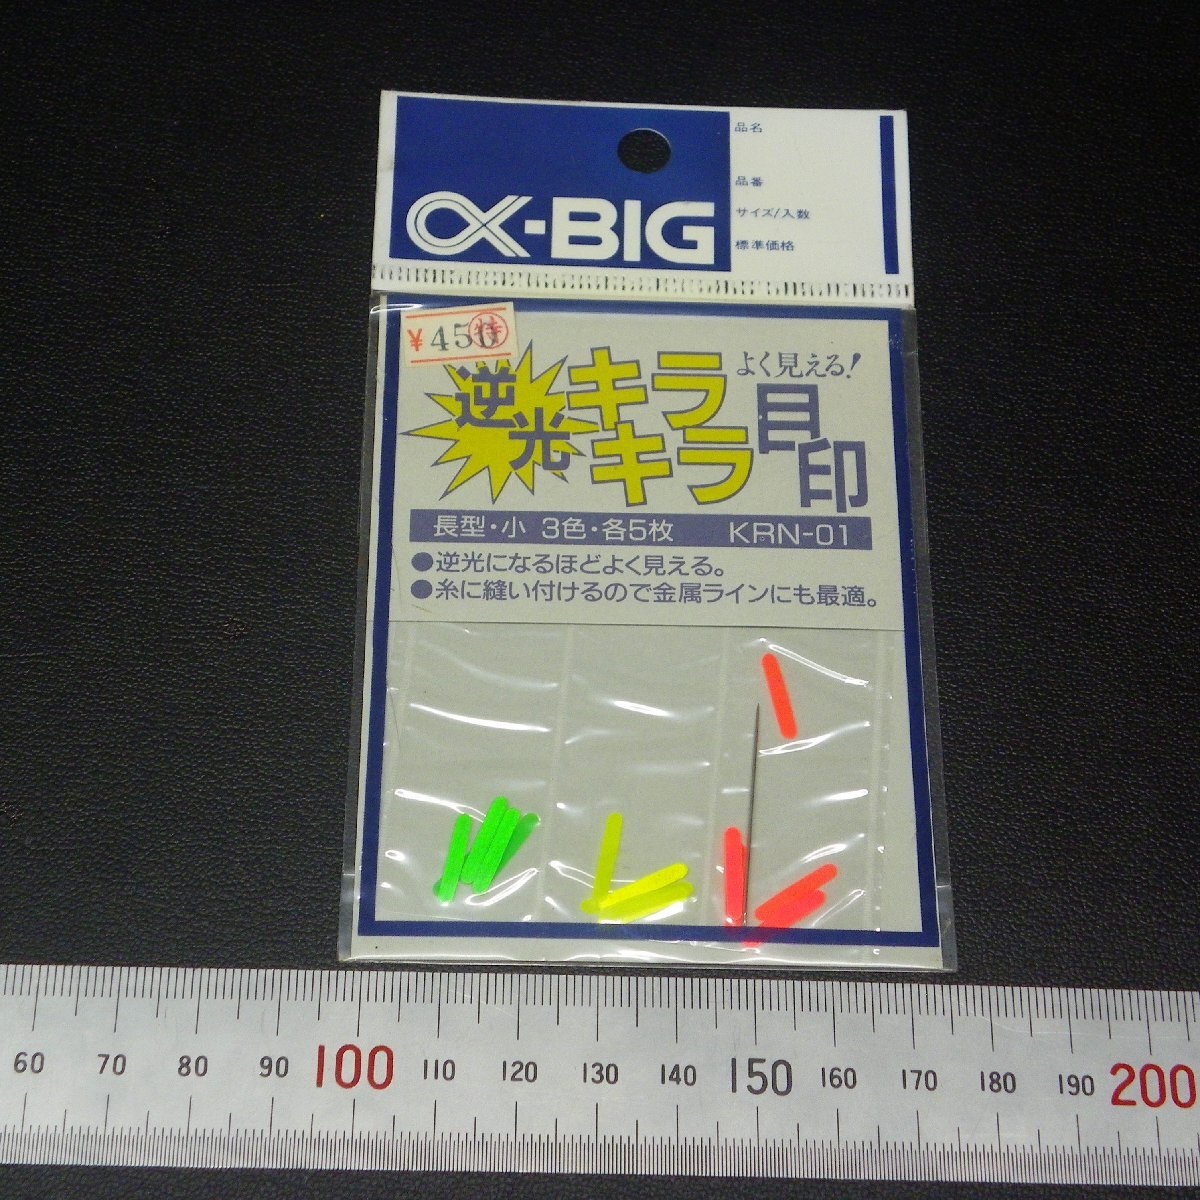 α-BIG
品名
品番
サイズ/入数
標準価格
¥450
特
逆光
キラキラ
よく見える!
目印
長型・小 3色・各5枚 KRN-01
●逆光になるほどよく見える。
●糸に縫い付けるので金属ラインにも最適。
60 70 80 90 100 110 120 130 140 150 160 170 180 190 200